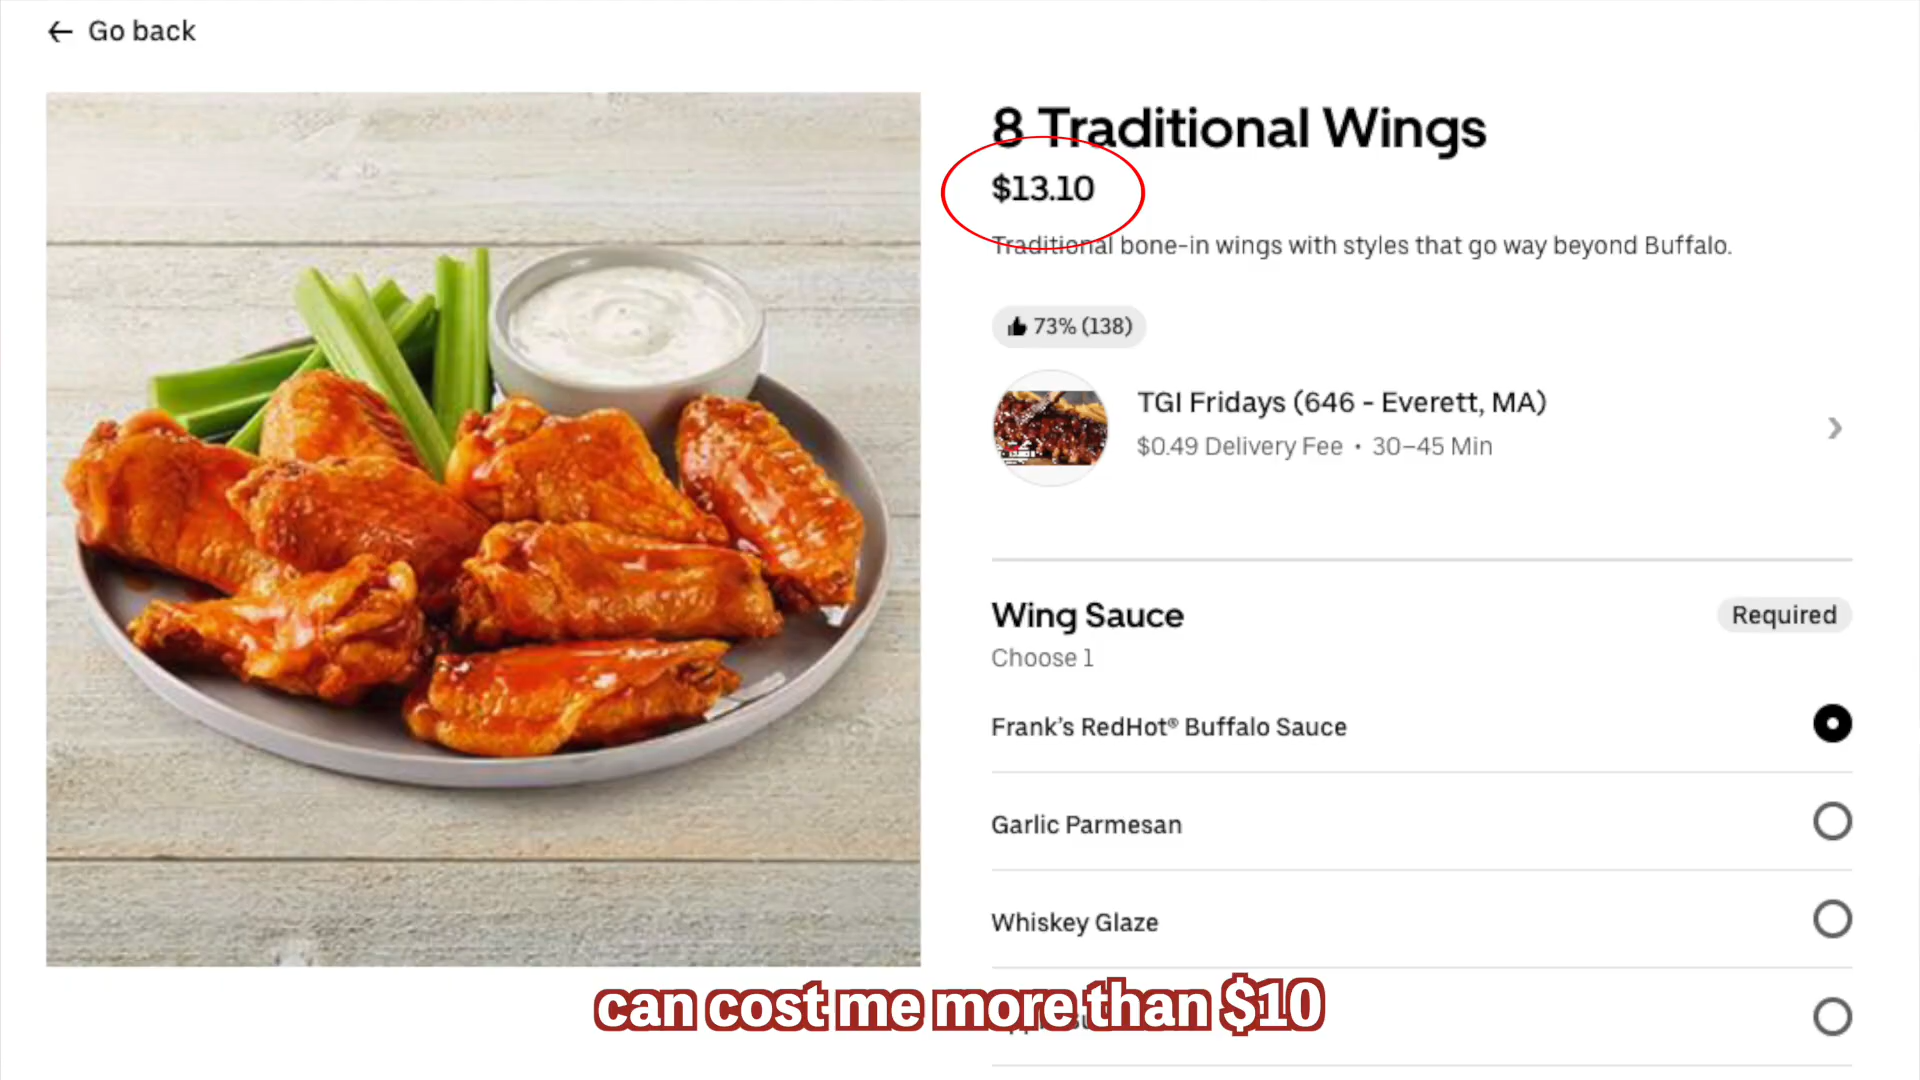 ← Go back
8 Traditional Wings
$13.10
Traditional bone-in wings with styles that go way beyond Buffalo.
73% (138)
TGI Fridays (646 - Everett, MA)
$0.49 Delivery Fee • 30–45 Min
Wing Sauce
Required
Choose 1
Frank's RedHot® Buffalo Sauce
Garlic Parmesan
Whiskey Glaze
can cost me more than $10